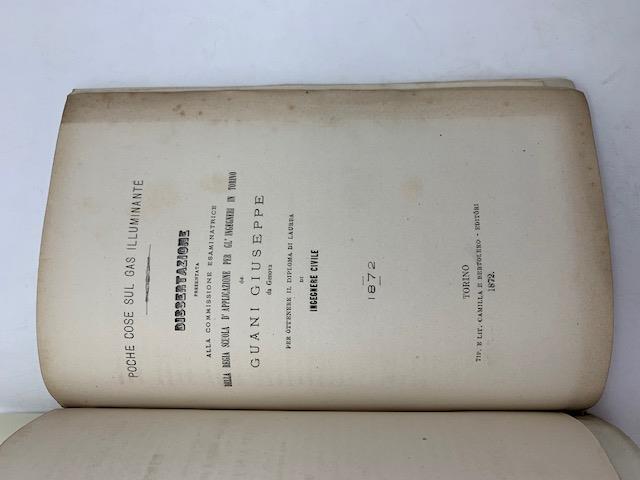 POCHE COSE SUL GAS ILLUMINANTE
DISSERTAZIONE
PRESENTATA
ALLA COMMISSIONE ESAMINATRICE
DELLA REGIA SCUOLA D'APPLICAZIONE PER GL'INGEGNERI IN TORINO
da
GUANI GIUSEPPE
da Genova
PER OTTENERE IL DIPLOMA DI LAUREA
DI
INGEGNERE CIVILE
1872
TORINO
TIP. E LIT. CAMILLA E BERTOLERO - EDITORI
1872.